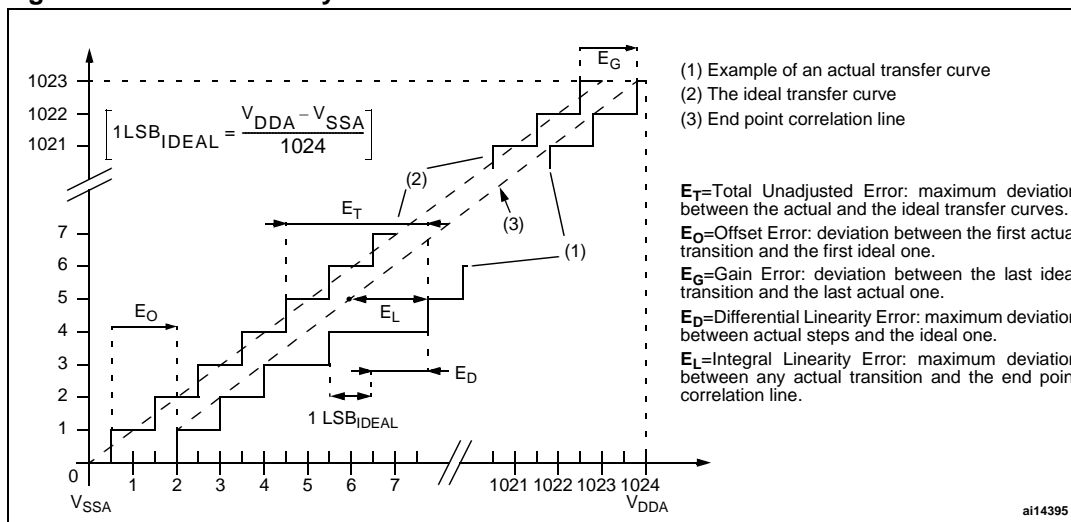 1023
1022
1021
7
6
5
4
3
2
1
0
[1LSB_IDEAL = (V_DDA – V_SSA) / 1024]
E_G
(2)
E_T
(3)
(1)
E_O
E_L
E_D
1 LSB_IDEAL
1 2 3 4 5 6 7 1021 1022 1023 1024
V_SSA
V_DDA
(1) Example of an actual transfer curve
(2) The ideal transfer curve
(3) End point correlation line
E_T=Total Unadjusted Error: maximum deviation
between the actual and the ideal transfer curves.
E_O=Offset Error: deviation between the first actual
transition and the first ideal one.
E_G=Gain Error: deviation between the last ideal
transition and the last actual one.
E_D=Differential Linearity Error: maximum deviation
between actual steps and the ideal one.
E_L=Integral Linearity Error: maximum deviation
between any actual transition and the end point
correlation line.
ai14395